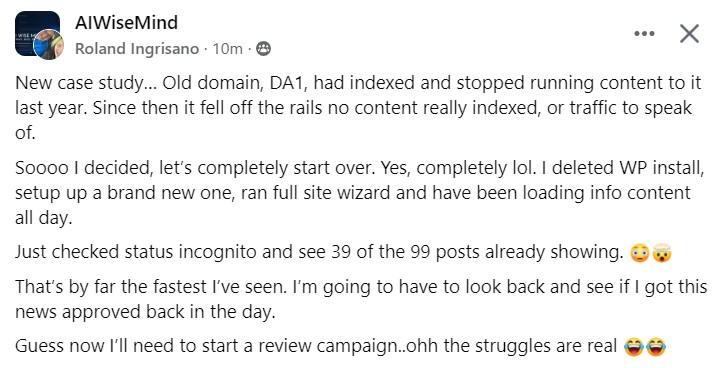 AIWiseMind
Roland Ingrisano · 10m ·
New case study... Old domain, DA1, had indexed and stopped running content to it
last year. Since then it fell off the rails no content really indexed, or traffic to speak
of.
Soooo I decided, let's completely start over. Yes, completely lol. I deleted WP install,
setup up a brand new one, ran full site wizard and have been loading info content
all day.
Just checked status incognito and see 39 of the 99 posts already showing. 😳🤯
That's by far the fastest I've seen. I'm going to have to look back and see if I got this
news approved back in the day.
Guess now I'll need to start a review campaign..ohh the struggles are real 😂😂